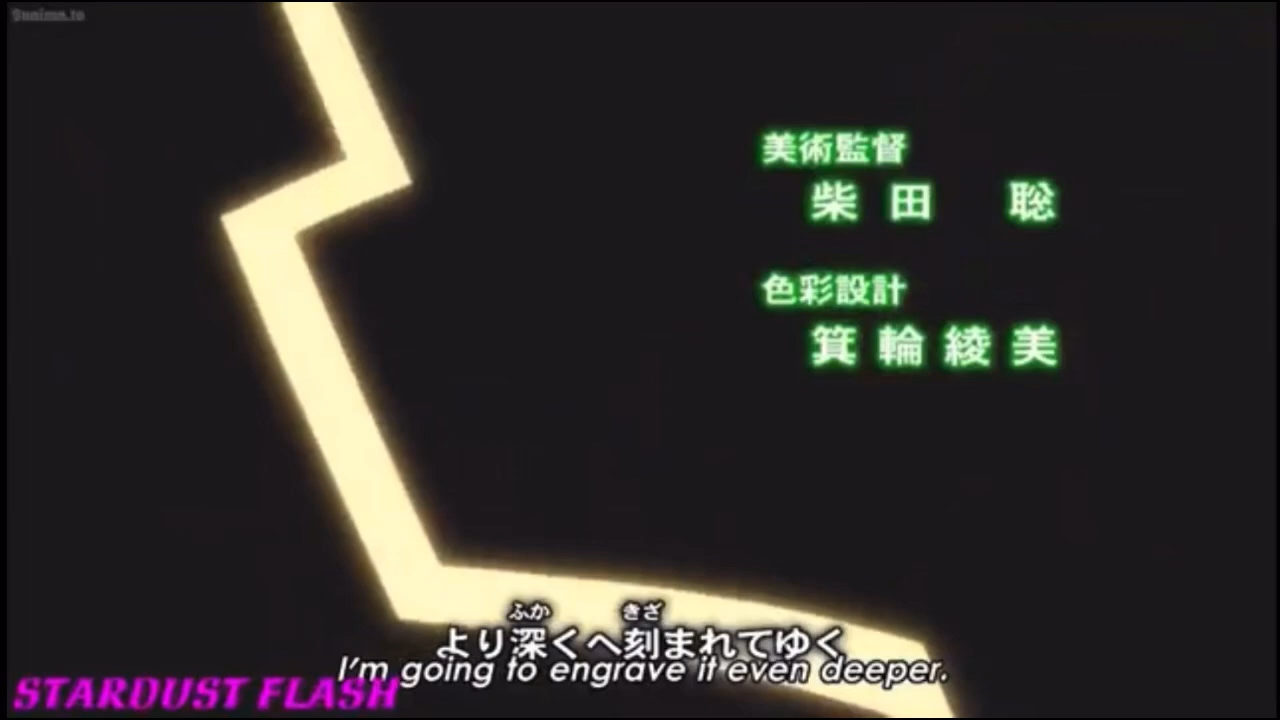 9anime.to
美術監督
柴田 聡
色彩設計
箕輪綾美
ふか きざ
より深くへ刻まれてゆく
I'm going to engrave it even deeper.
STARDUST FLASH